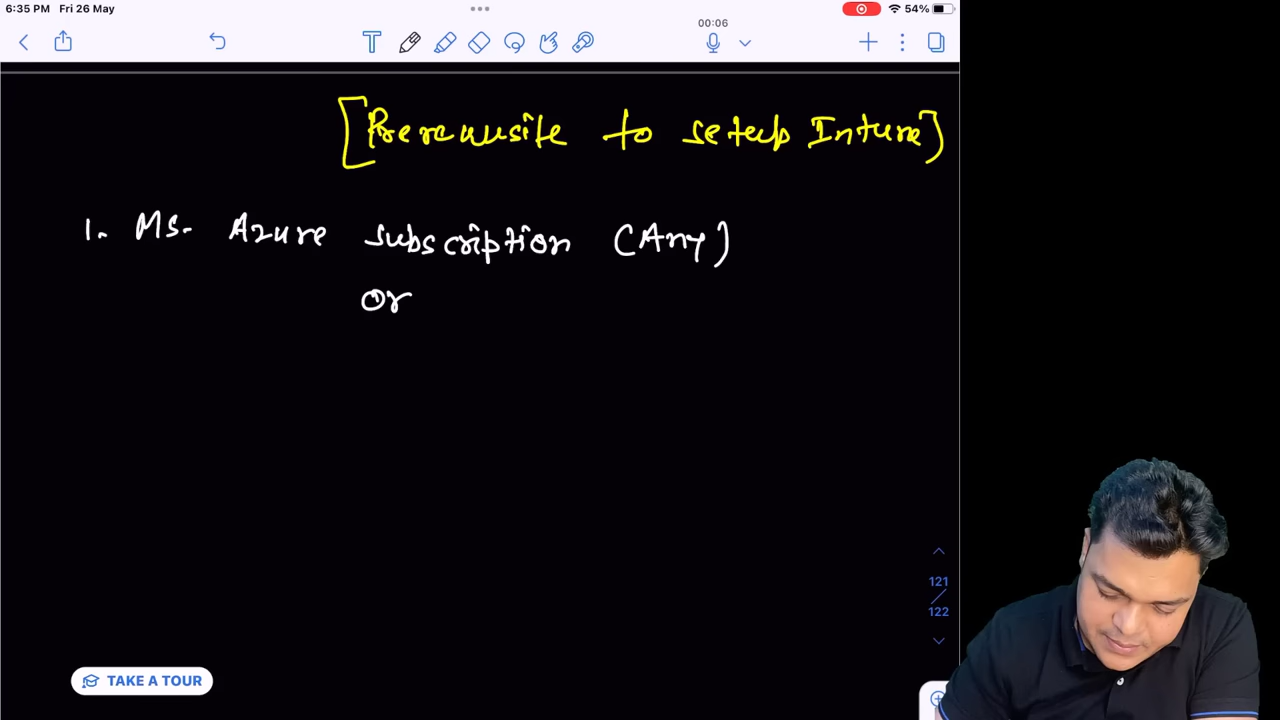 6:35 PM Fri 26 May
54%
00:06
T
[Prerequsite to setup Intune]
1. MS. Azure subscription (Any)
or
121
122
TAKE A TOUR